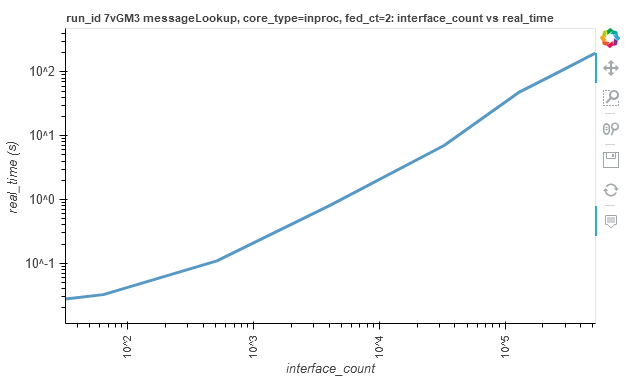 run_id 7vGM3 messageLookup, core_type=inproc, fed_ct=2: interface_count vs real_time
10^2
10^1
10^0
10^-1
real_time (s)
10^2
10^3
10^4
10^5
interface_count